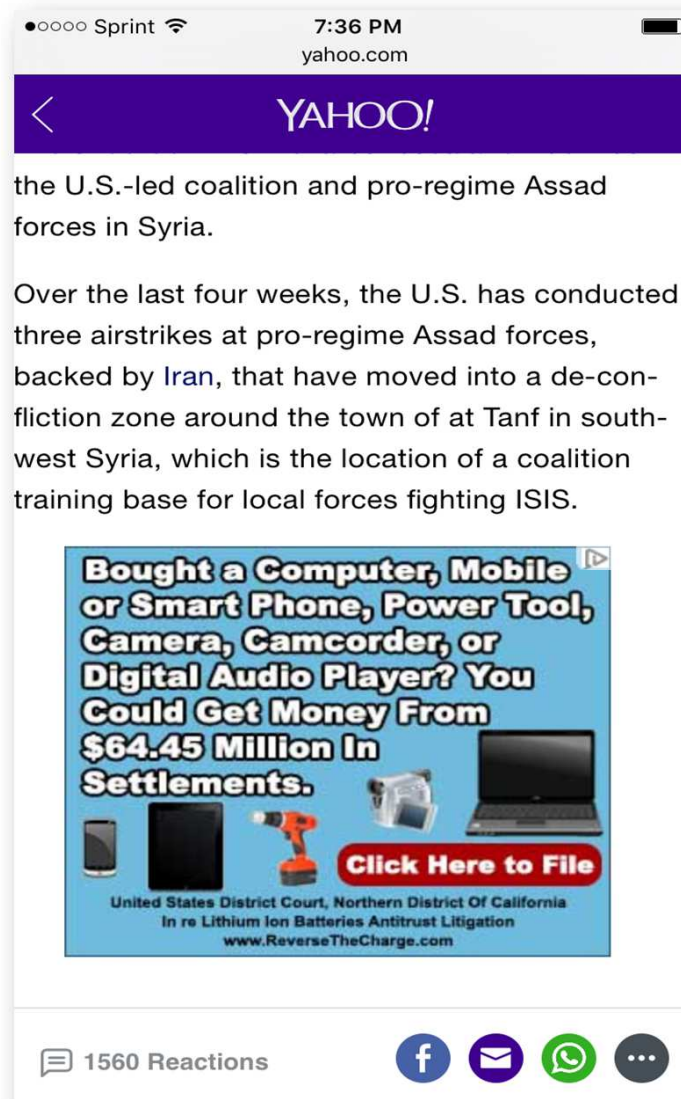 Sprint
7:36 PM
yahoo.com
YAHOO!
the U.S.-led coalition and pro-regime Assad
forces in Syria.
Over the last four weeks, the U.S. has conducted
three airstrikes at pro-regime Assad forces,
backed by Iran, that have moved into a de-con-
fliction zone around the town of at Tanf in south-
west Syria, which is the location of a coalition
training base for local forces fighting ISIS.
Bought a Computer, Mobile
or Smart Phone, Power Tool,
Camera, Camcorder, or
Digital Audio Player? You
Could Get Money From
$64.45 Million In
Settlements.
Click Here to File
United States District Court, Northern District Of California
In re Lithium Ion Batteries Antitrust Litigation
www.ReverseTheCharge.com
1560 Reactions